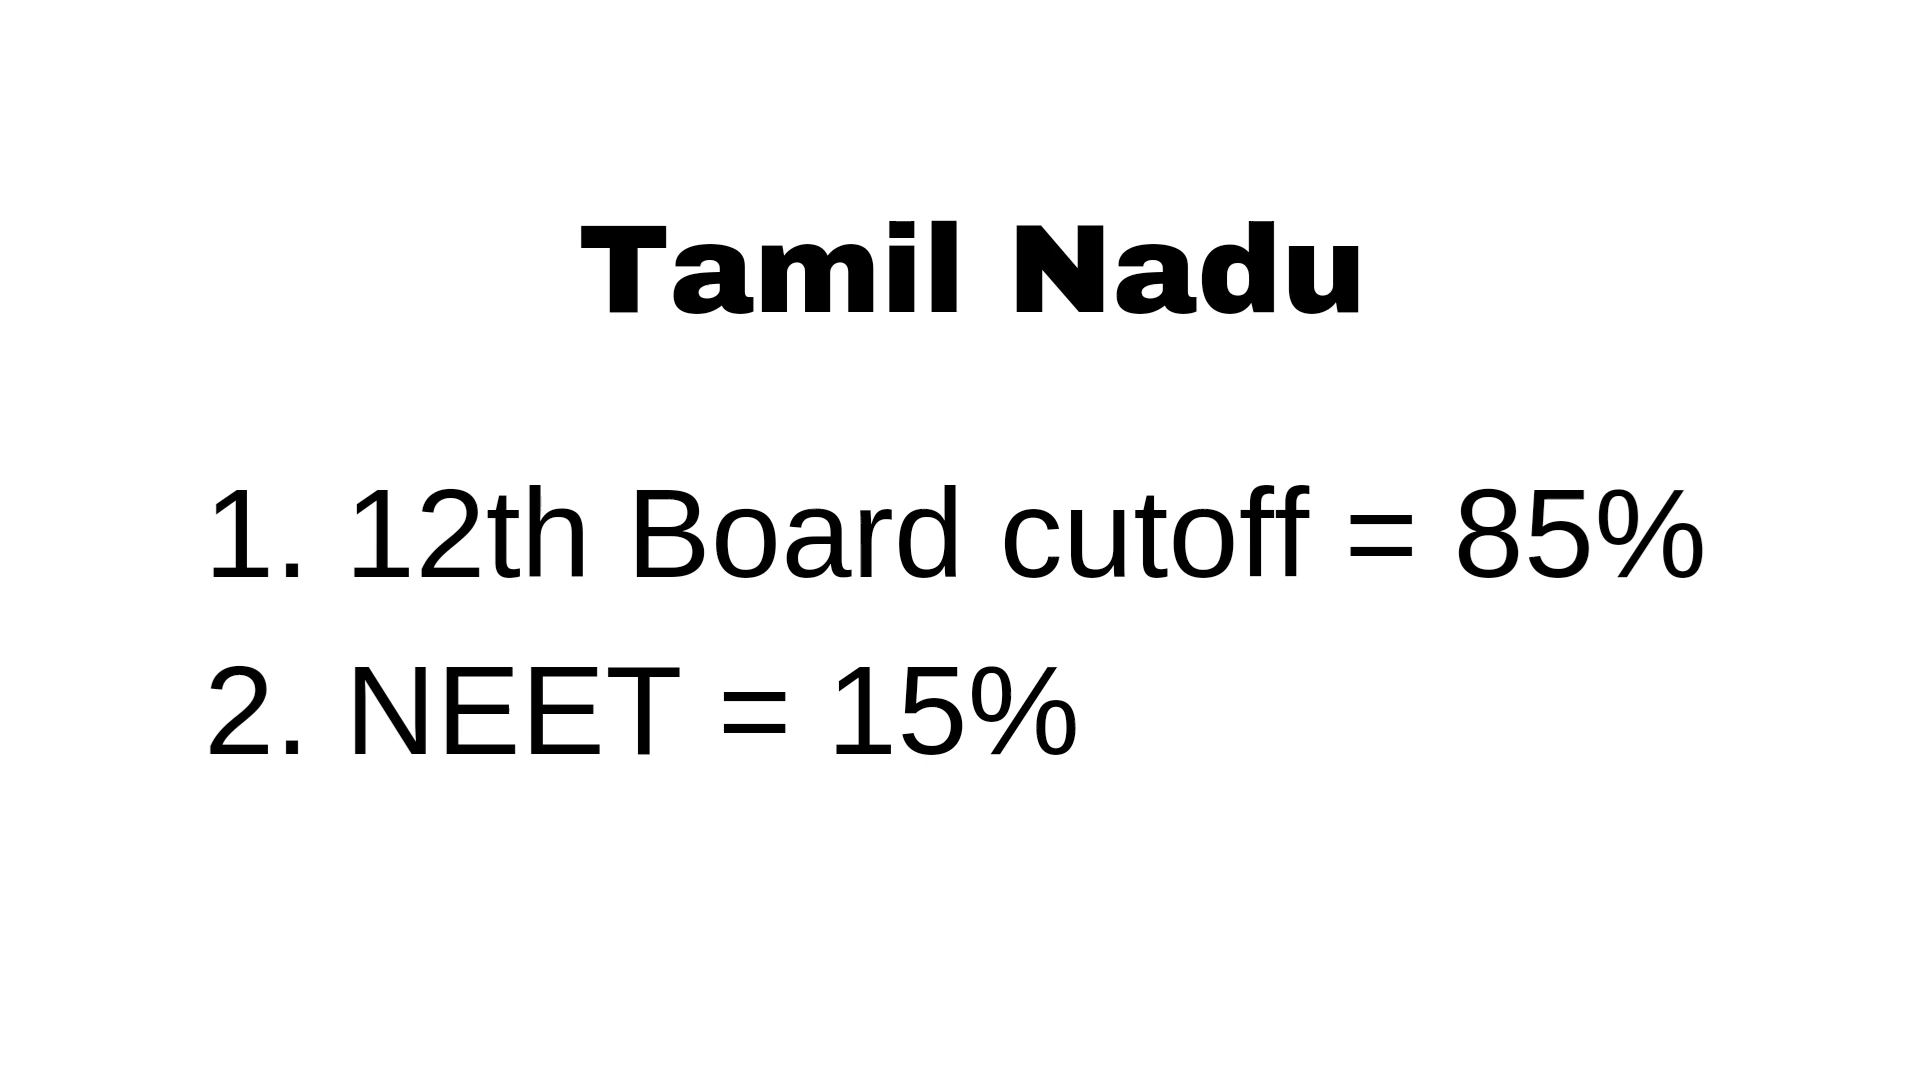 Tamil Nadu
1. 12th Board cutoff = 85%
2. NEET = 15%